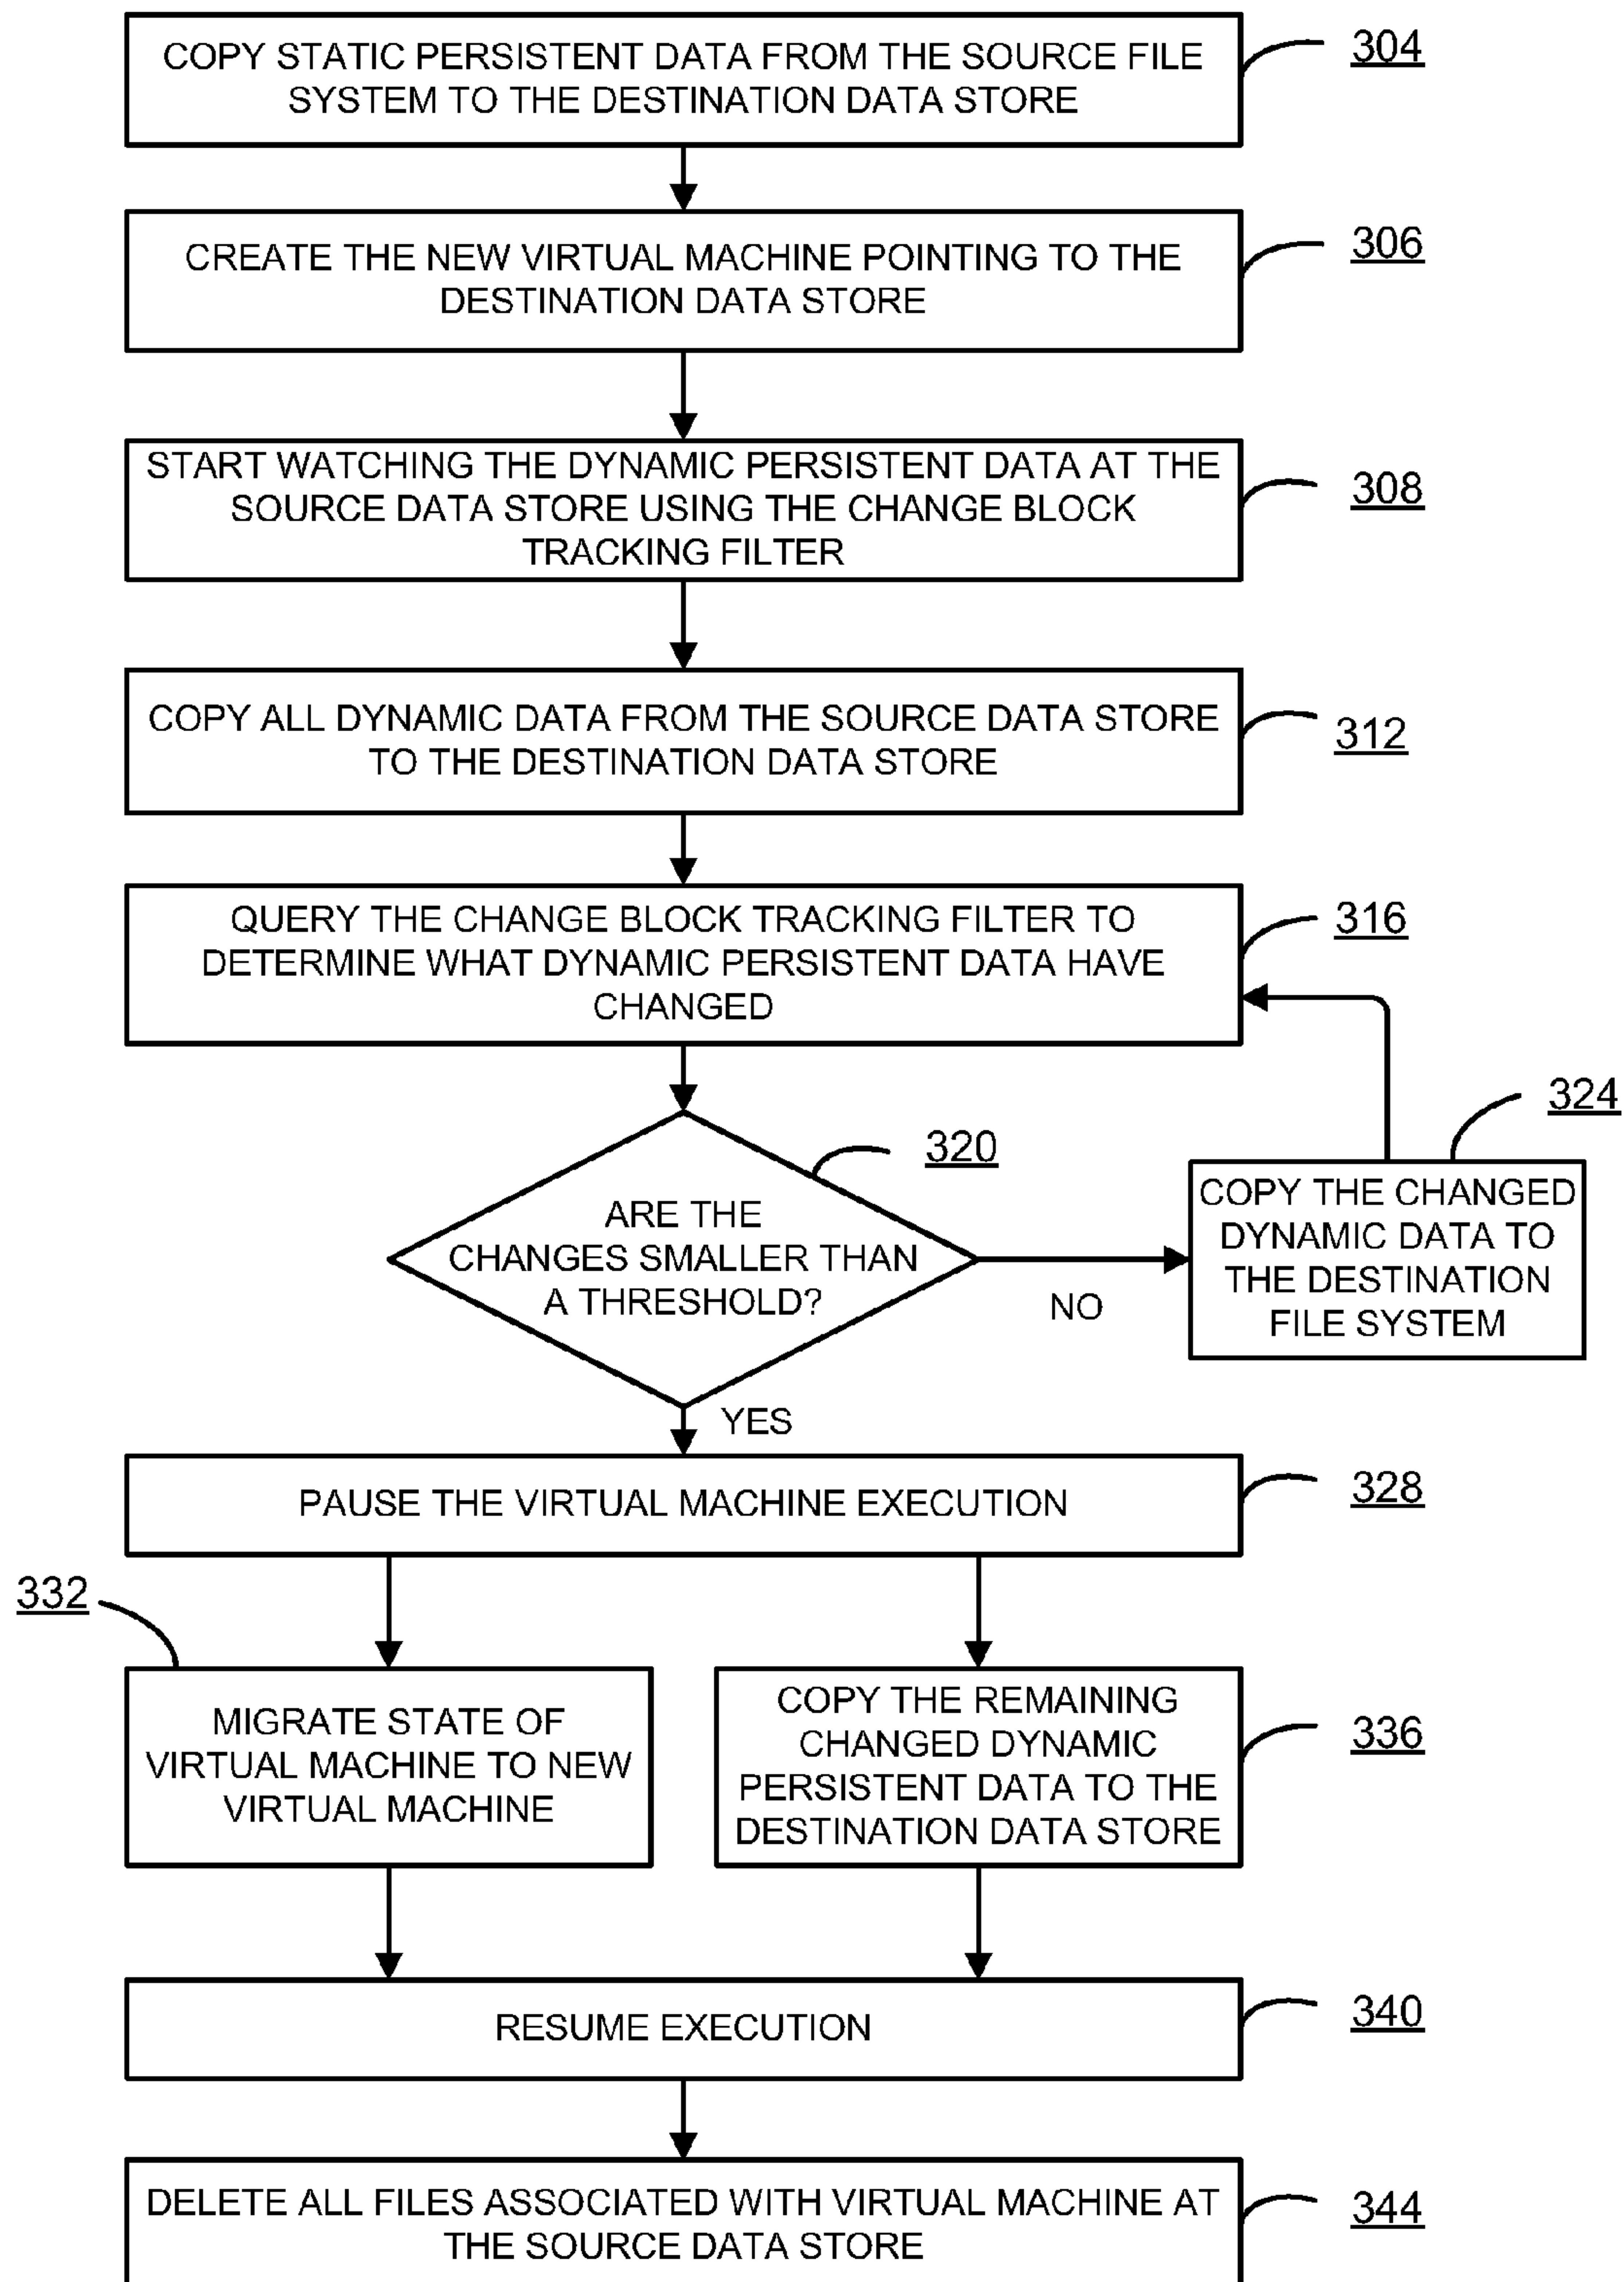 COPY STATIC PERSISTENT DATA FROM THE SOURCE FILE
SYSTEM TO THE DESTINATION DATA STORE
304
CREATE THE NEW VIRTUAL MACHINE POINTING TO THE
DESTINATION DATA STORE
306
START WATCHING THE DYNAMIC PERSISTENT DATA AT THE
SOURCE DATA STORE USING THE CHANGE BLOCK
TRACKING FILTER
308
COPY ALL DYNAMIC DATA FROM THE SOURCE DATA STORE
TO THE DESTINATION DATA STORE
312
QUERY THE CHANGE BLOCK TRACKING FILTER TO
DETERMINE WHAT DYNAMIC PERSISTENT DATA HAVE
CHANGED
316
320
ARE THE
CHANGES SMALLER THAN
A THRESHOLD?
NO
324
COPY THE CHANGED
DYNAMIC DATA TO
THE DESTINATION
FILE SYSTEM
YES
PAUSE THE VIRTUAL MACHINE EXECUTION
328
332
MIGRATE STATE OF
VIRTUAL MACHINE TO NEW
VIRTUAL MACHINE
COPY THE REMAINING
CHANGED DYNAMIC
PERSISTENT DATA TO THE
DESTINATION DATA STORE
336
RESUME EXECUTION
340
DELETE ALL FILES ASSOCIATED WITH VIRTUAL MACHINE AT
THE SOURCE DATA STORE
344